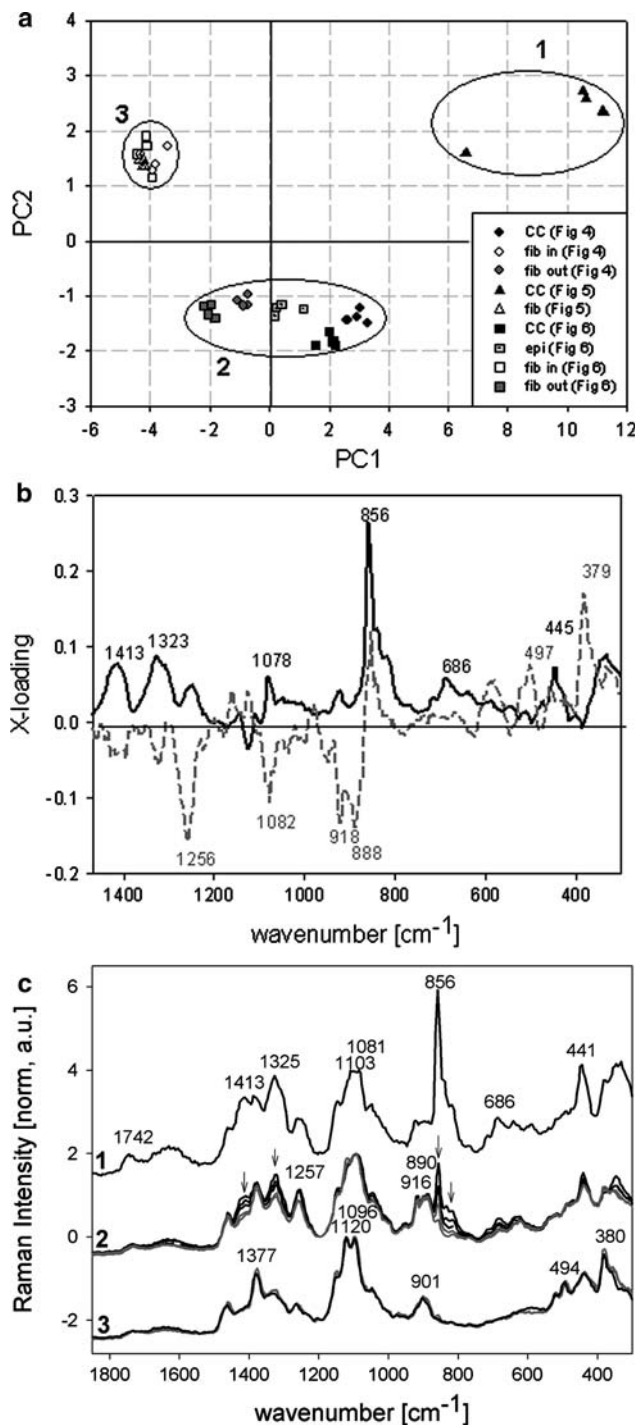 a
4
3
2
1
0
-1
-2
-3
PC2
1
3
2
CC (Fig 4)
fib in (Fig 4)
fib out (Fig 4)
CC (Fig 5)
fib (Fig 5)
CC (Fig 6)
epi (Fig 6)
fib in (Fig 6)
fib out (Fig 6)
-6 -4 -2 0 2 4 6 8 10 12
PC1
b
0.3
0.2
0.1
0.0
-0.1
-0.2
X-loading
856
379
1413
1323
1078
686
497
445
1256
1082
918
888
1400 1200 1000 800 600 400
wavenumber [cm-1]
c
6
4
2
0
-2
Raman Intensity [norm, a.u.]
856
1742
1413
1325
1081
1103
686
441
1
1257
890
916
2
1377
1096
1120
901
494
380
3
1800 1600 1400 1200 1000 800 600 400
wavenumber [cm-1]